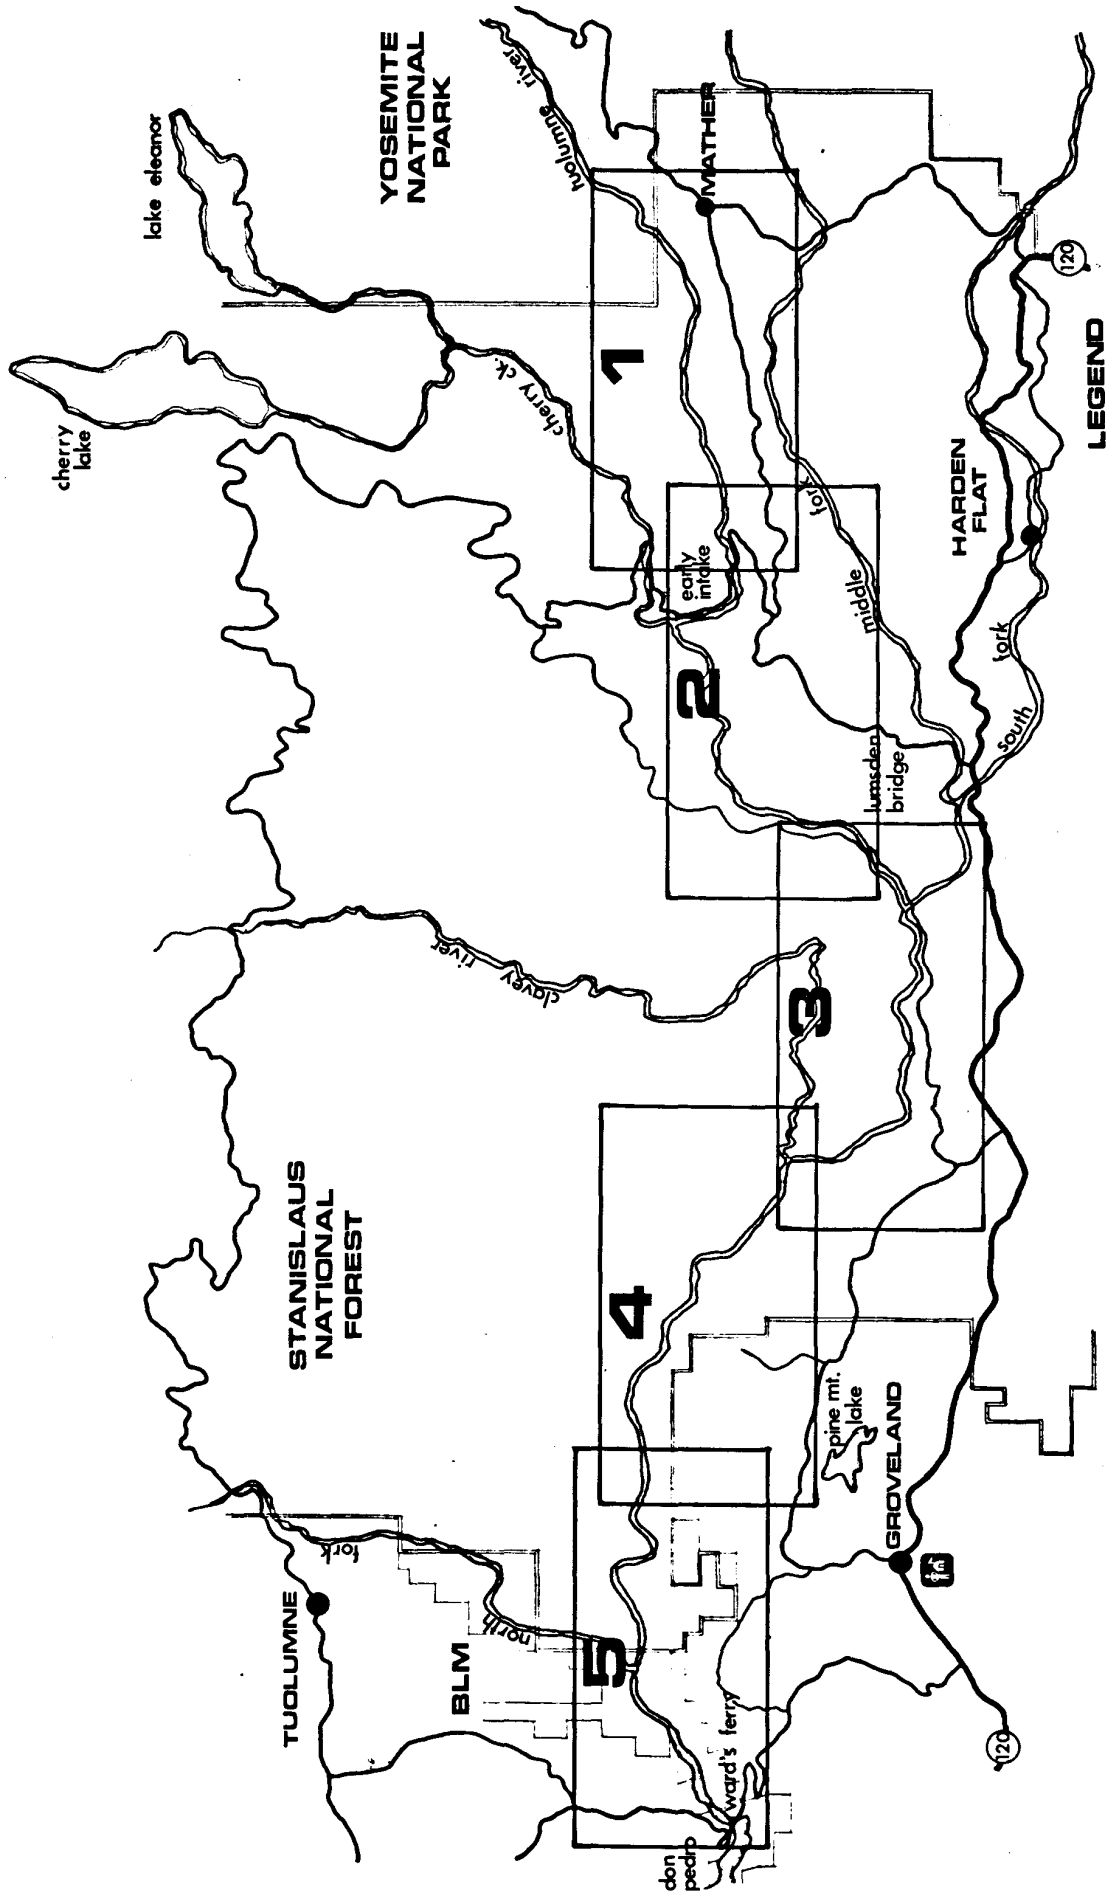 cherry
lake
lake eleanor
YOSEMITE
NATIONAL
PARK
tuolumne river
cherry ck.
STANISLAUS
NATIONAL
FOREST
clavey river
TUOLUMNE
BLM
north fork
1
MATHER
early
intake
2
middle fork
lumsden
bridge
3
4
5
don
pedro
ward's ferry
pine mt.
lake
GROVELAND
120
HARDEN
FLAT
south fork
120
LEGEND